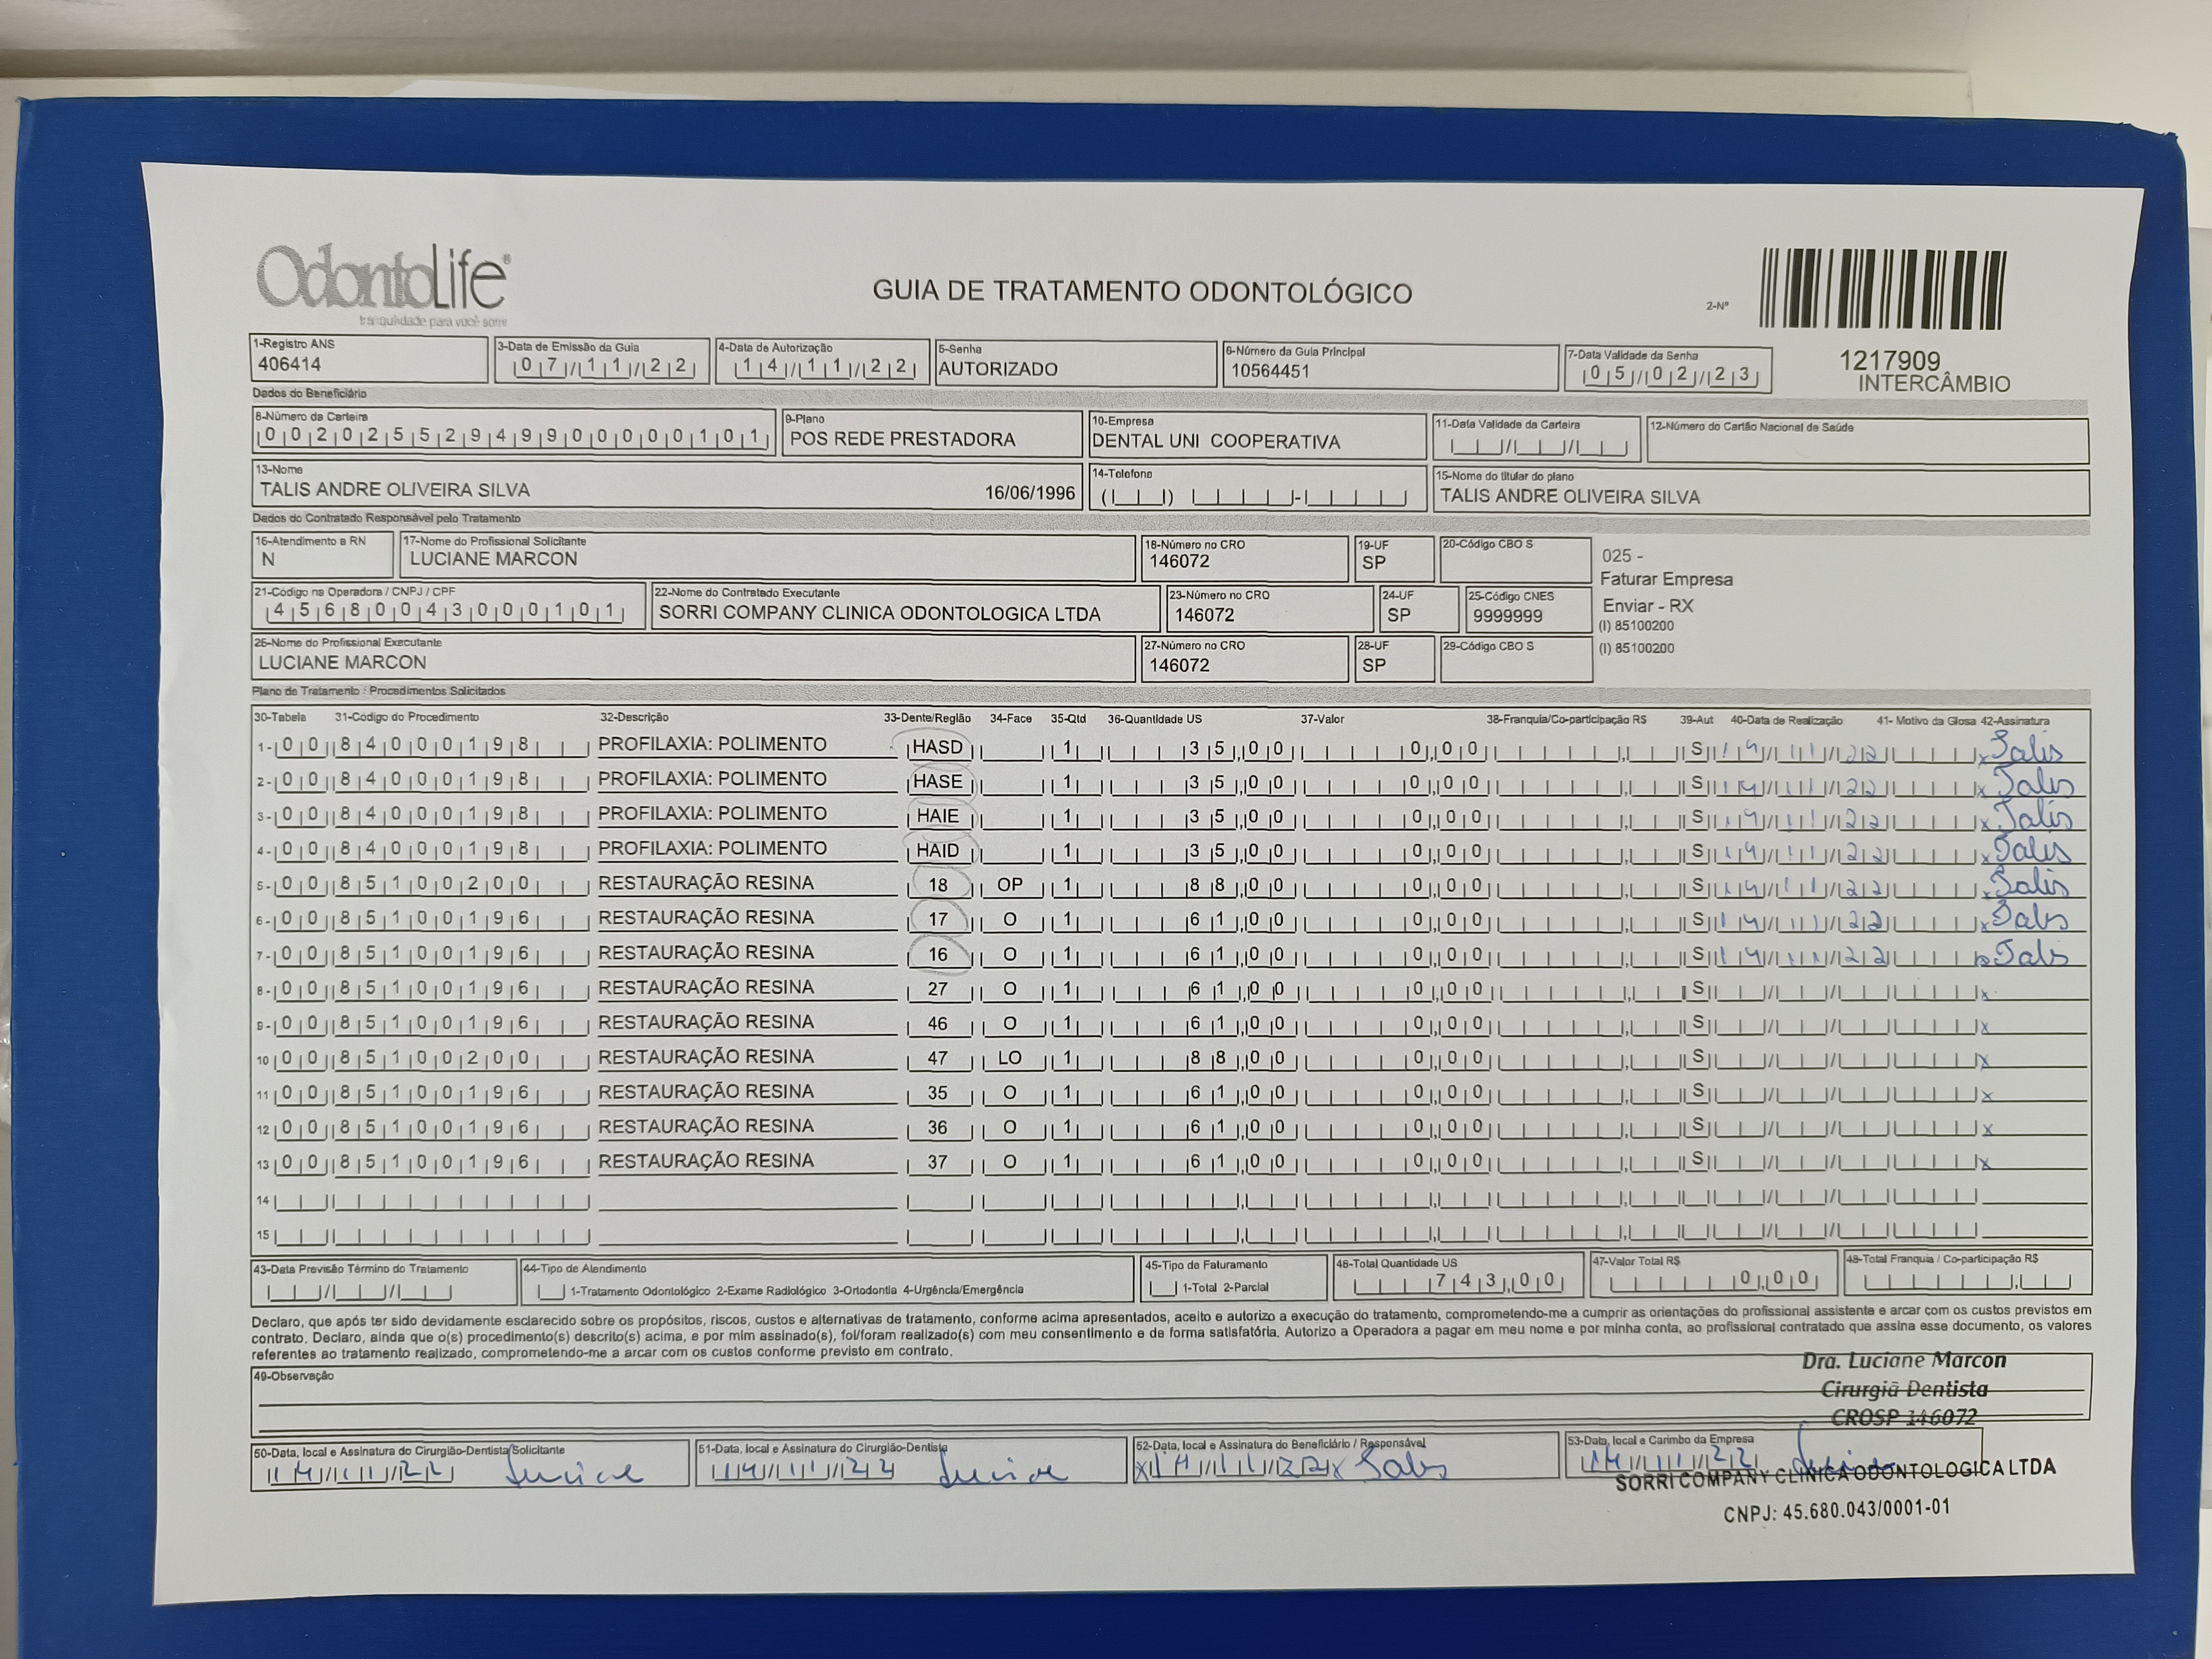 OdontoLife®
tranquilidade para você sorrir
GUIA DE TRATAMENTO ODONTOLÓGICO
2-Nº
1217909
INTERCÂMBIO
1-Registro ANS
406414
3-Data de Emissão da Guia
07/11/22
4-Data de Autorização
14/11/22
5-Senha
AUTORIZADO
6-Número da Guia Principal
10564451
7-Data Validade da Senha
05/02/23
Dados do Beneficiário
8-Número da Carteira
00202552949900000101
9-Plano
POS REDE PRESTADORA
10-Empresa
DENTAL UNI COOPERATIVA
11-Data Validade da Carteira
12-Número do Cartão Nacional de Saúde
13-Nome
TALIS ANDRE OLIVEIRA SILVA 16/06/1996
14-Telefone
15-Nome do titular do plano
TALIS ANDRE OLIVEIRA SILVA
Dados do Contratado Responsável pelo Tratamento
16-Atendimento a RN
N
17-Nome do Profissional Solicitante
LUCIANE MARCON
18-Número no CRO
146072
19-UF
SP
20-Código CBO S
025 -
Faturar Empresa
Enviar - RX
(I) 85100200
(I) 85100200
21-Código na Operadora / CNPJ / CPF
45680043000101
22-Nome do Contratado Executante
SORRI COMPANY CLINICA ODONTOLOGICA LTDA
23-Número no CRO
146072
24-UF
SP
25-Código CNES
9999999
26-Nome do Profissional Executante
LUCIANE MARCON
27-Número no CRO
146072
28-UF
SP
29-Código CBO S
Plano de Tratamento : Procedimentos Solicitados
30-Tabela 31-Código do Procedimento 32-Descrição 33-Dente/Região 34-Face 35-Qtd 36-Quantidade US 37-Valor 38-Franquia/Co-participação R$ 39-Aut 40-Data de Realização 41- Motivo da Glosa 42-Assinatura
1- 00 84000198 PROFILAXIA: POLIMENTO HASD 1 35,00 0,00 S 14/11/22 x Talis
2- 00 84000198 PROFILAXIA: POLIMENTO HASE 1 35,00 0,00 S 14/11/22 x Talis
3- 00 84000198 PROFILAXIA: POLIMENTO HAIE 1 35,00 0,00 S 14/11/22 x Talis
4- 00 84000198 PROFILAXIA: POLIMENTO HAID 1 35,00 0,00 S 14/11/22 x Talis
5- 00 85100200 RESTAURAÇÃO RESINA 18 OP 1 88,00 0,00 S 14/11/22 x Talis
6- 00 85100196 RESTAURAÇÃO RESINA 17 O 1 61,00 0,00 S 14/11/22 x Talis
7- 00 85100196 RESTAURAÇÃO RESINA 16 O 1 61,00 0,00 S 14/11/22 x Talis
8- 00 85100196 RESTAURAÇÃO RESINA 27 O 1 61,00 0,00 S x
9- 00 85100196 RESTAURAÇÃO RESINA 46 O 1 61,00 0,00 S x
10 00 85100200 RESTAURAÇÃO RESINA 47 LO 1 88,00 0,00 S x
11 00 85100196 RESTAURAÇÃO RESINA 35 O 1 61,00 0,00 S x
12 00 85100196 RESTAURAÇÃO RESINA 36 O 1 61,00 0,00 S x
13 00 85100196 RESTAURAÇÃO RESINA 37 O 1 61,00 0,00 S x
14
15
43-Data Previsão Término do Tratamento
44-Tipo de Atendimento
1-Tratamento Odontológico 2-Exame Radiológico 3-Ortodontia 4-Urgência/Emergência
45-Tipo de Faturamento
1-Total 2-Parcial
46-Total Quantidade US
743,00
47-Valor Total R$
0,00
48-Total Franquia / Co-participação R$
Declaro, que após ter sido devidamente esclarecido sobre os propósitos, riscos, custos e alternativas de tratamento, conforme acima apresentados, aceito e autorizo a execução do tratamento, comprometendo-me a cumprir as orientações do profissional assistente e arcar com os custos previstos em
contrato. Declaro, ainda que o(s) procedimento(s) descrito(s) acima, e por mim assinado(s), foi/foram realizado(s) com meu consentimento e de forma satisfatória. Autorizo a Operadora a pagar em meu nome e por minha conta, ao profissional contratado que assina esse documento, os valores
referentes ao tratamento realizado, comprometendo-me a arcar com os custos conforme previsto em contrato.
49-Observação
Dra. Luciane Marcon
Cirurgiã Dentista
CROSP 146072
50-Data, local e Assinatura do Cirurgião-Dentista Solicitante
14/11/22
51-Data, local e Assinatura do Cirurgião-Dentista
14/11/22
52-Data, local e Assinatura do Beneficiário / Responsável
x 14/11/22 x Talis
53-Data, local e Carimbo da Empresa
14/11/22
SORRI COMPANY CLINICA ODONTOLOGICA LTDA
CNPJ: 45.680.043/0001-01